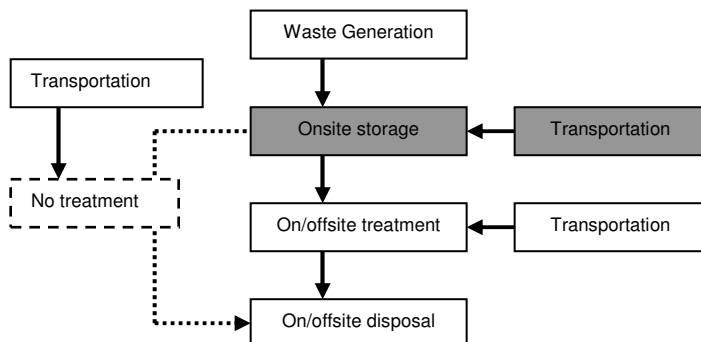 Waste Generation
Transportation
Onsite storage
Transportation
No treatment
On/offsite treatment
Transportation
On/offsite disposal